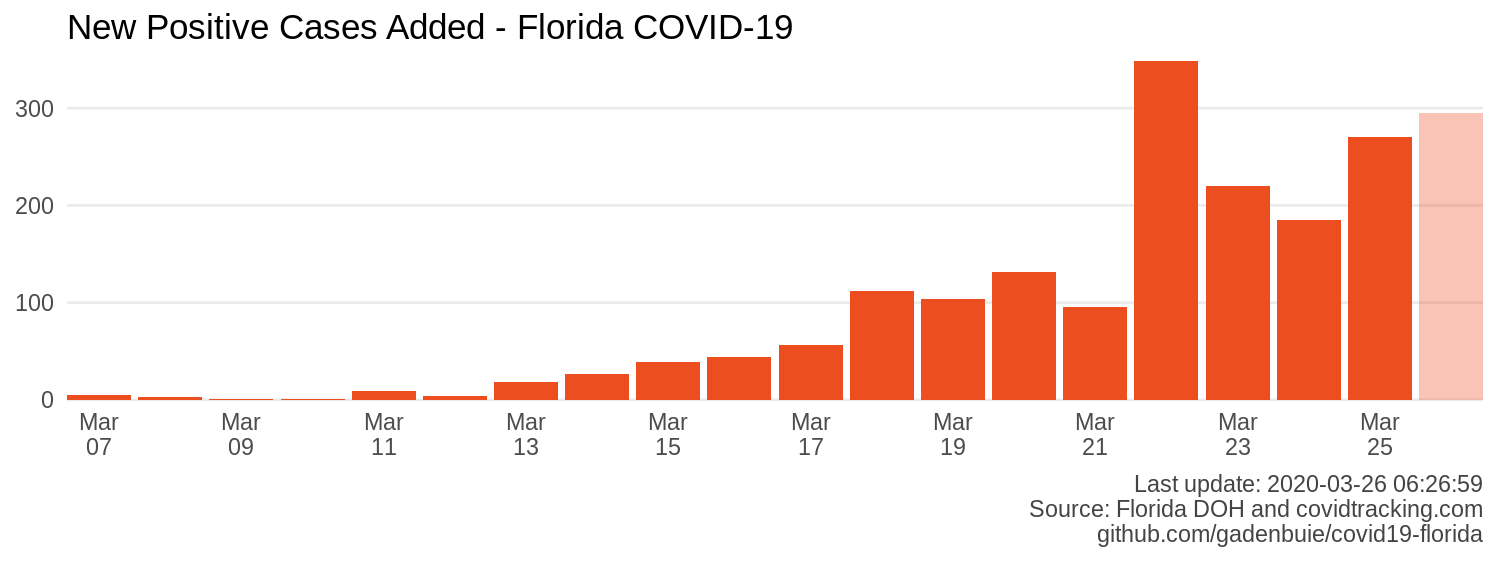 New Positive Cases Added - Florida COVID-19
300
200
100
0
Mar
07
Mar
09
Mar
11
Mar
13
Mar
15
Mar
17
Mar
19
Mar
21
Mar
23
Mar
25
Last update: 2020-03-26 06:26:59
Source: Florida DOH and covidtracking.com
github.com/gadenbuie/covid19-florida